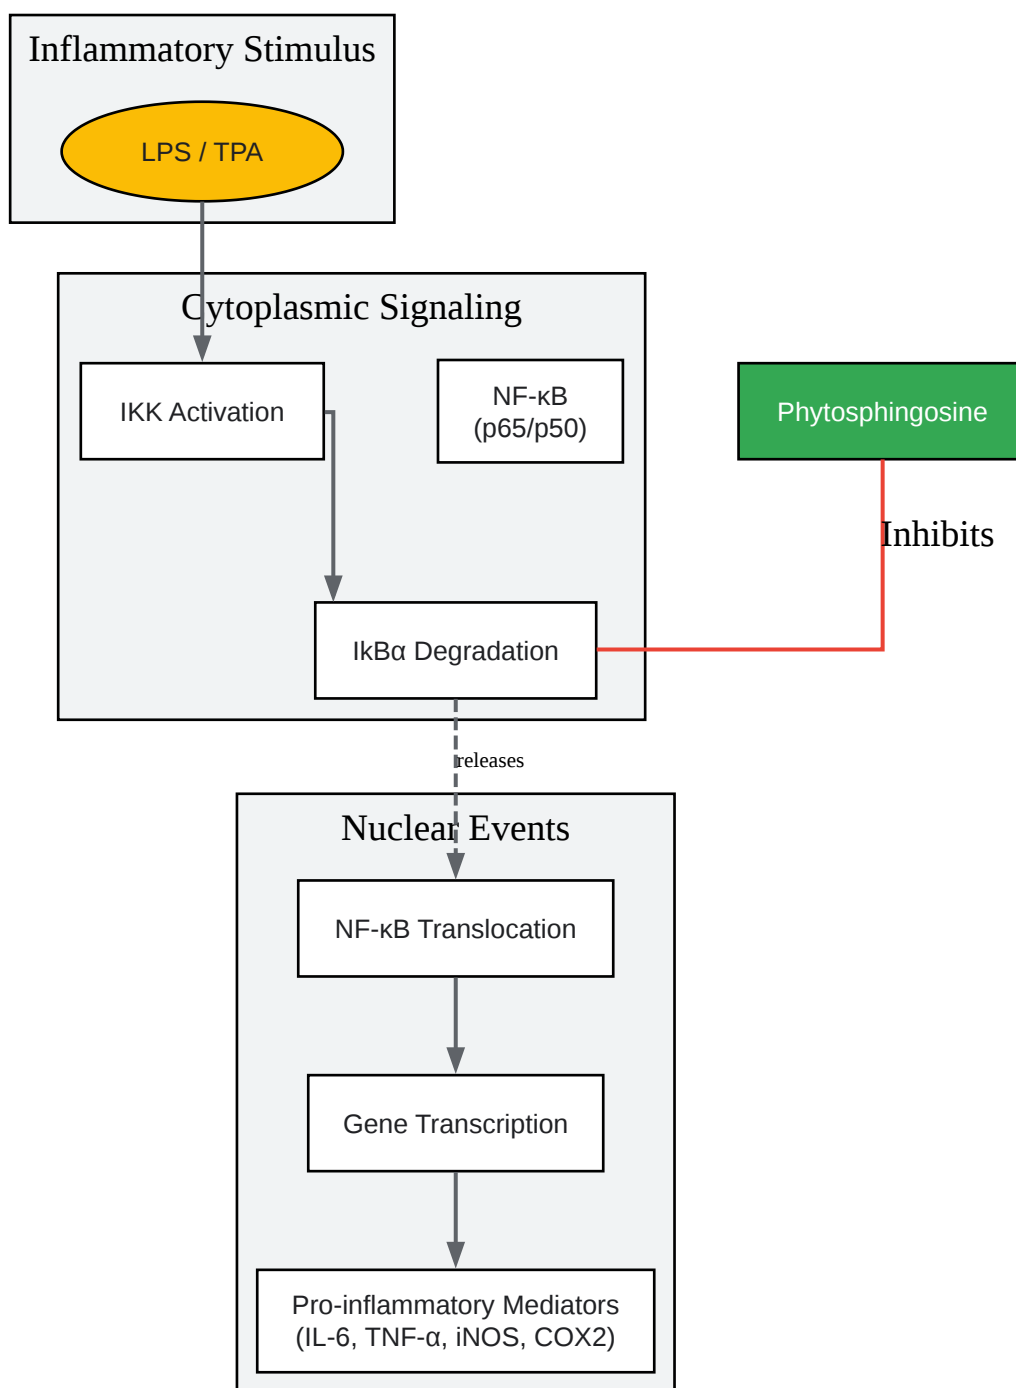 Inflammatory Stimulus
LPS / TPA
Cytoplasmic Signaling
IKK Activation
NF-κB
(p65/p50)
Phytosphingosine
Inhibits
IkBα Degradation
releases
Nuclear Events
NF-κB Translocation
Gene Transcription
Pro-inflammatory Mediators
(IL-6, TNF-α, iNOS, COX2)